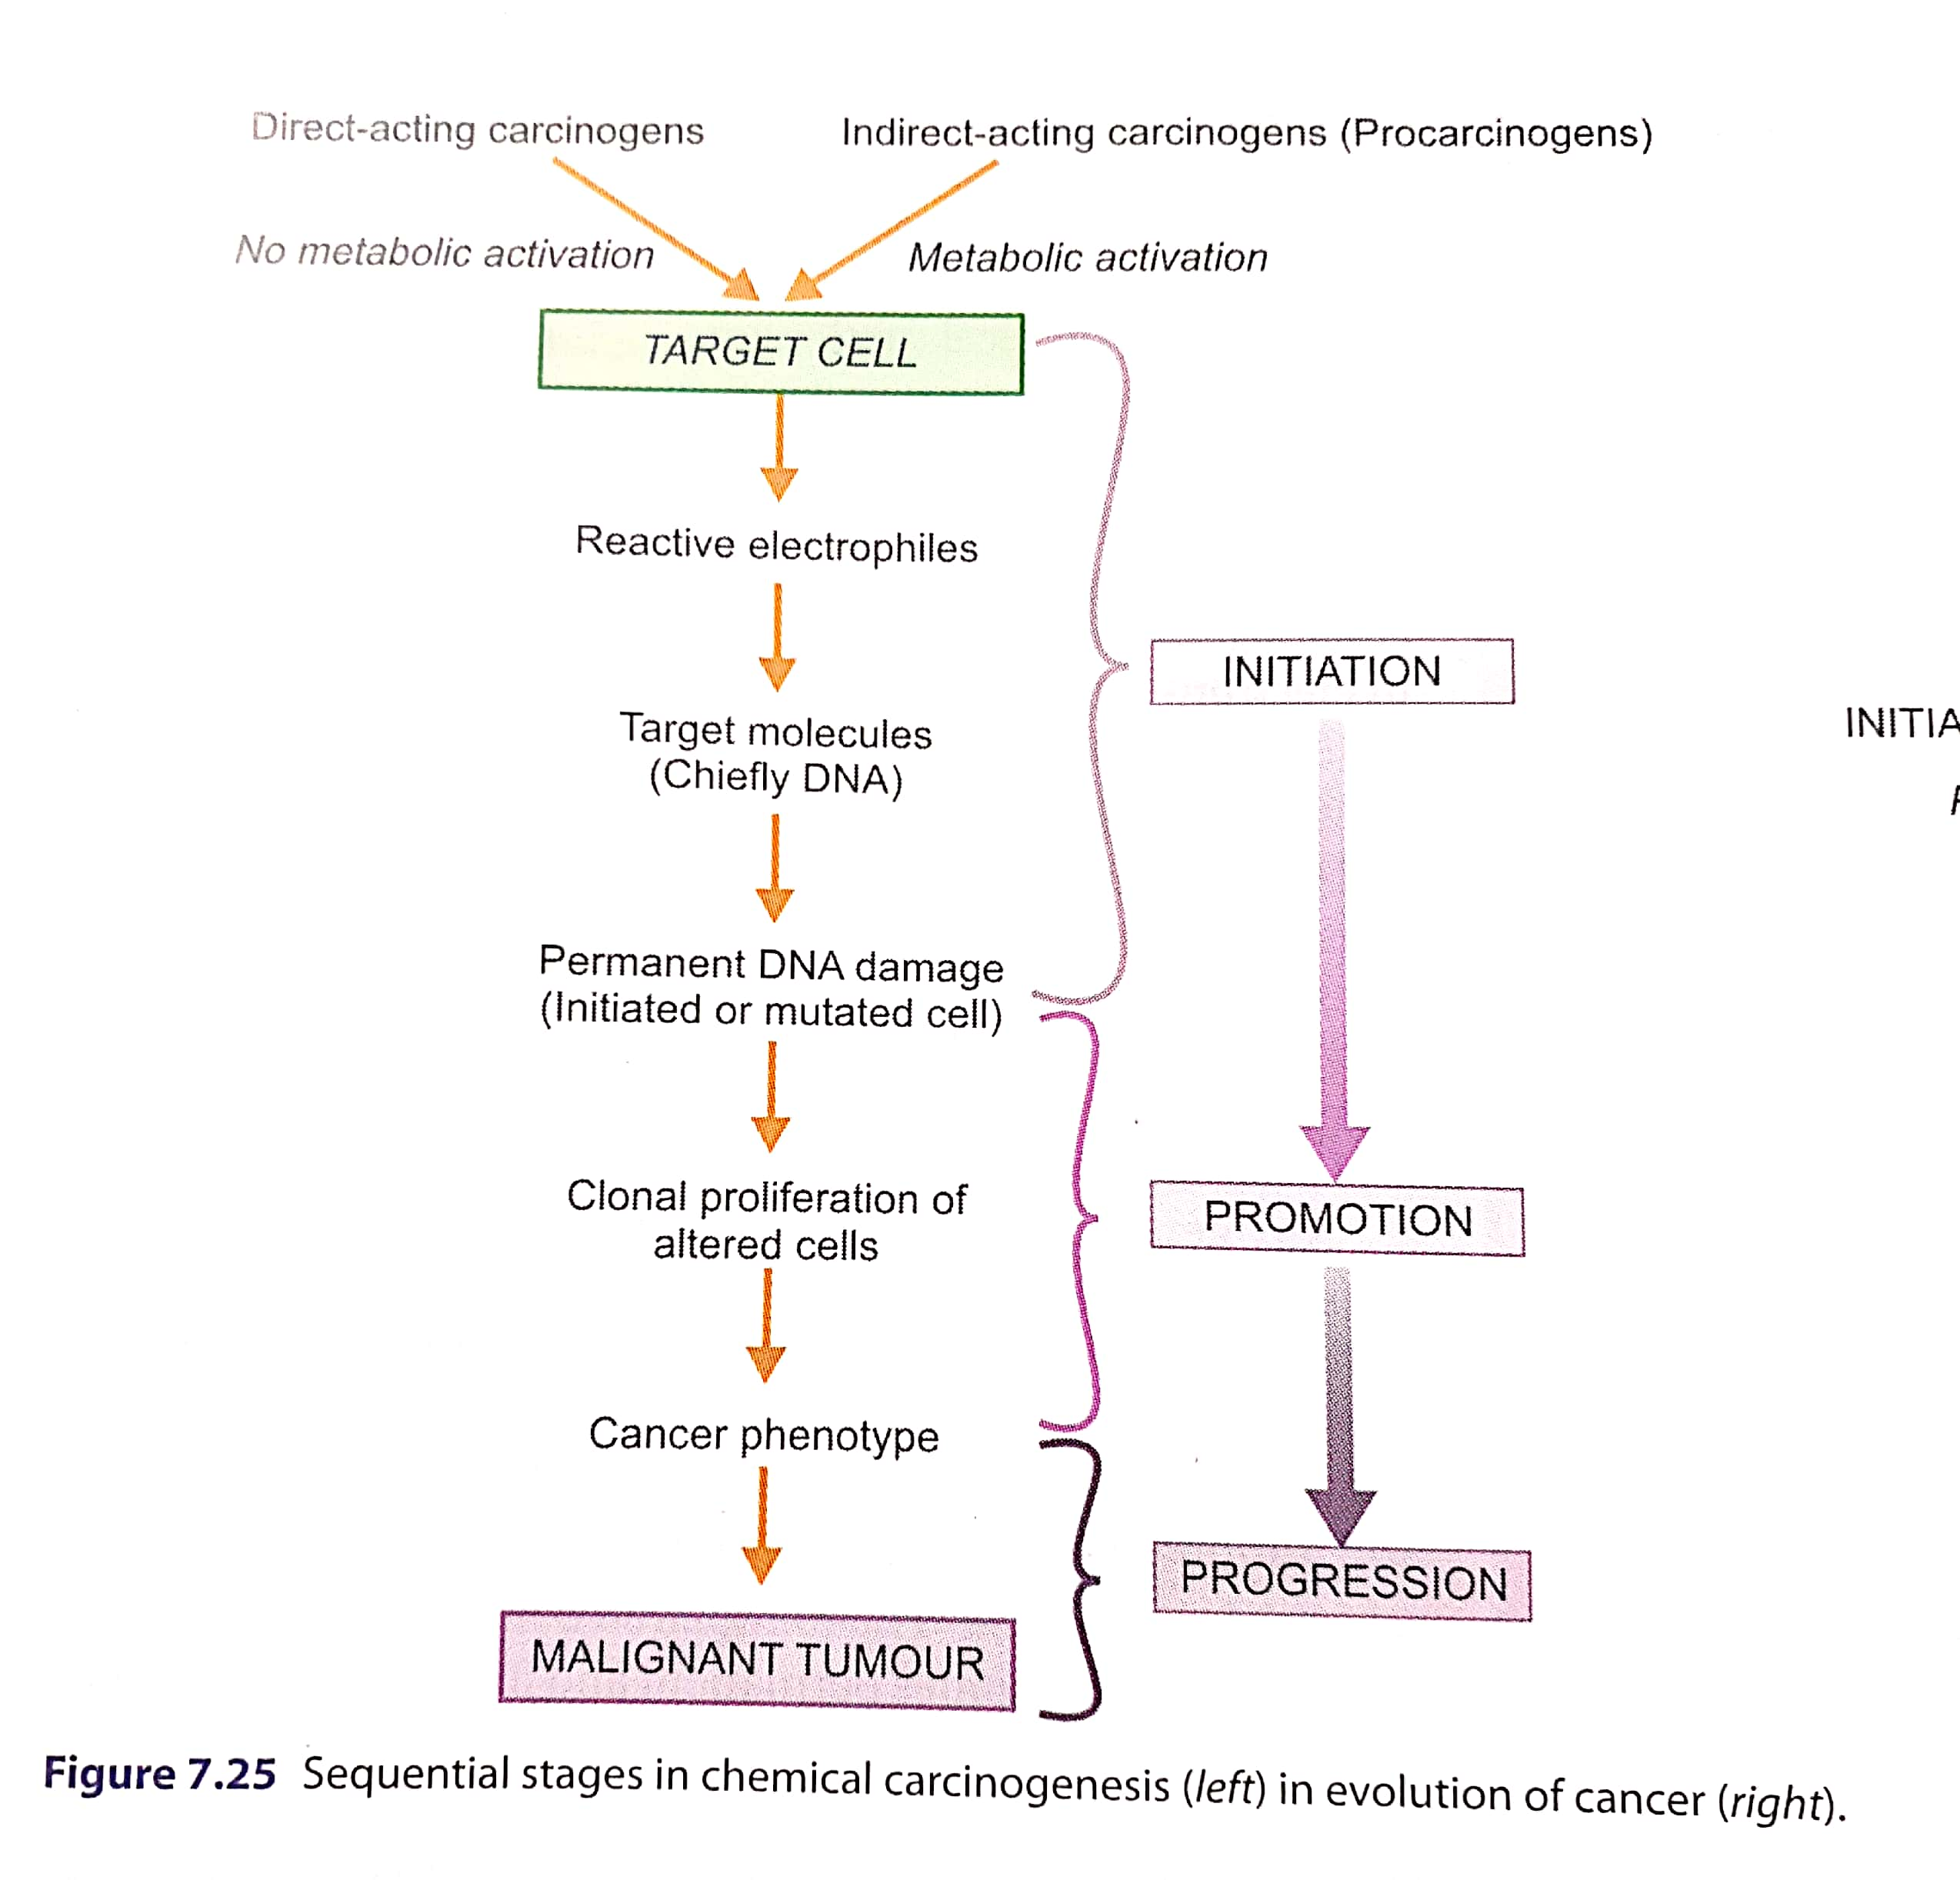 Direct-acting carcinogens
Indirect-acting carcinogens (Procarcinogens)
No metabolic activation
Metabolic activation
TARGET CELL
Reactive electrophiles
Target molecules
(Chiefly DNA)
Permanent DNA damage
(Initiated or mutated cell)
Clonal proliferation of
altered cells
Cancer phenotype
MALIGNANT TUMOUR
INITIATION
PROMOTION
PROGRESSION
INITIA
Figure 7.25 Sequential stages in chemical carcinogenesis (left) in evolution of cancer (right).